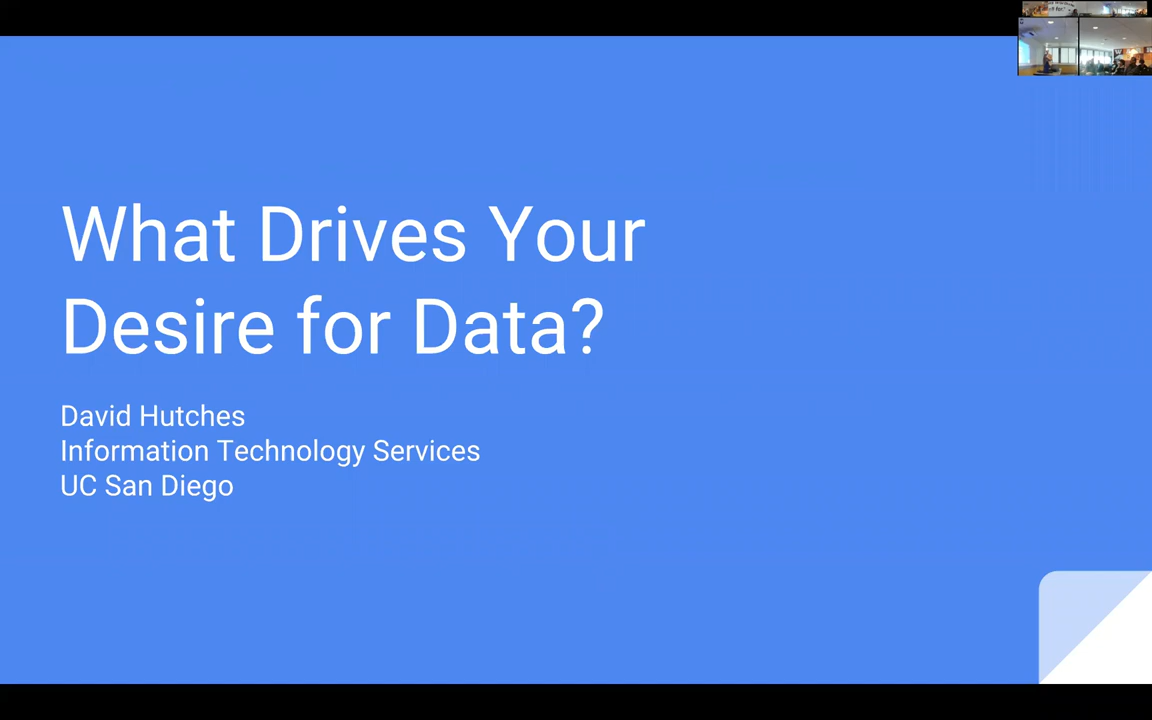 What Drives Your
Desire for Data?
David Hutches
Information Technology Services
UC San Diego